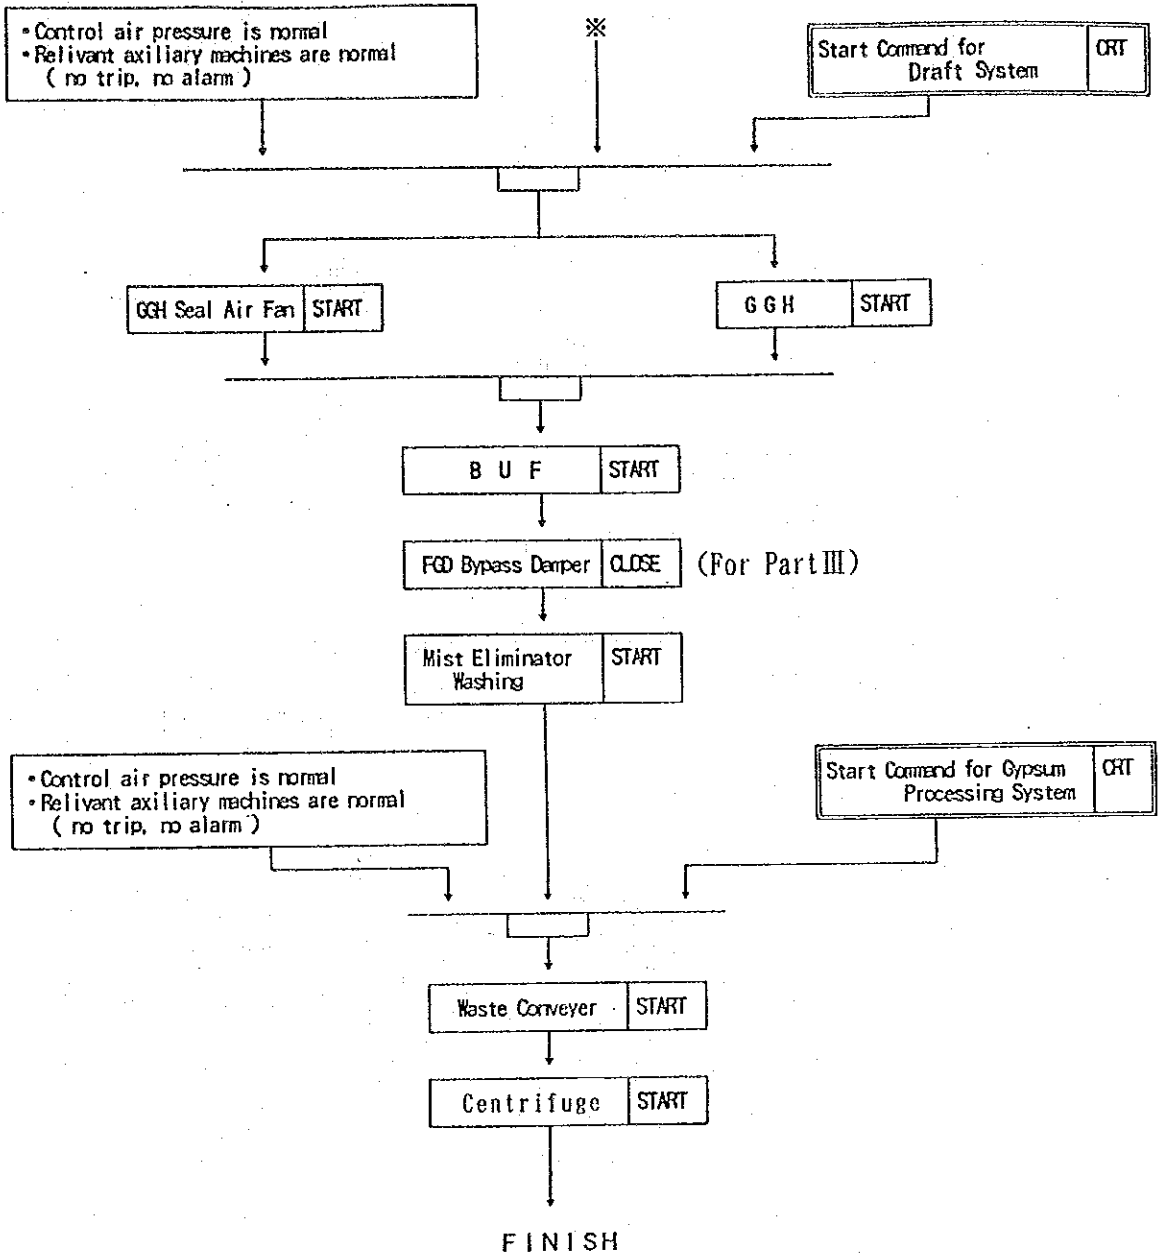 • Control air pressure is normal
• Relivant axiliary machines are normal
( no trip, no alarm )
※
Start Command for
Draft System
CRT
GGH Seal Air Fan
START
G G H
START
B U F
START
FGD Bypass Damper
CLOSE
(For Part Ⅲ)
Mist Eliminator
Washing
START
• Control air pressure is normal
• Relivant axiliary machines are normal
( no trip, no alarm )
Start Command for Gypsum
Processing System
CRT
Waste Conveyer
START
Centrifuge
START
FINISH